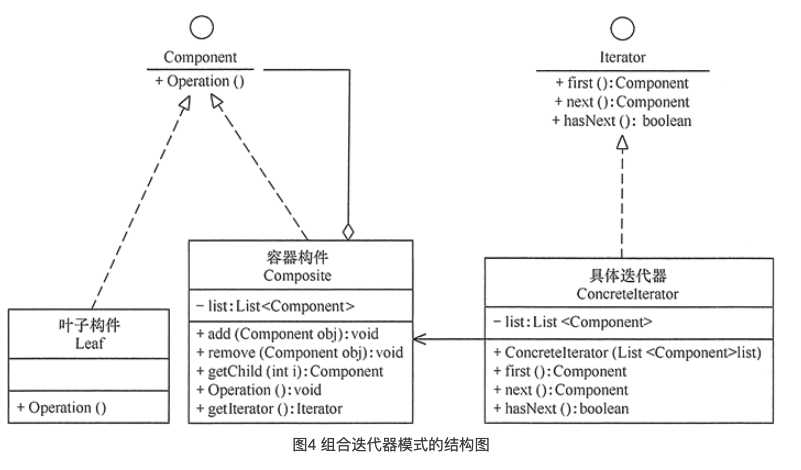 Component
+ Operation ()
Iterator
+ first (): Component
+ next (): Component
+ hasNext (): boolean
容器构件
Composite
- list: List<Component>
+ add (Component obj): void
+ remove (Component obj): void
+ getChild (int i): Component
+ Operation (): void
+ getIterator (): Iterator
叶子构件
Leaf
+ Operation ()
具体迭代器
ConcreteIterator
- list: List <Component>
+ ConcreteIterator (List <Component>list)
+ first (): Component
+ next (): Component
+ hasNext (): boolean
图4 组合迭代器模式的结构图